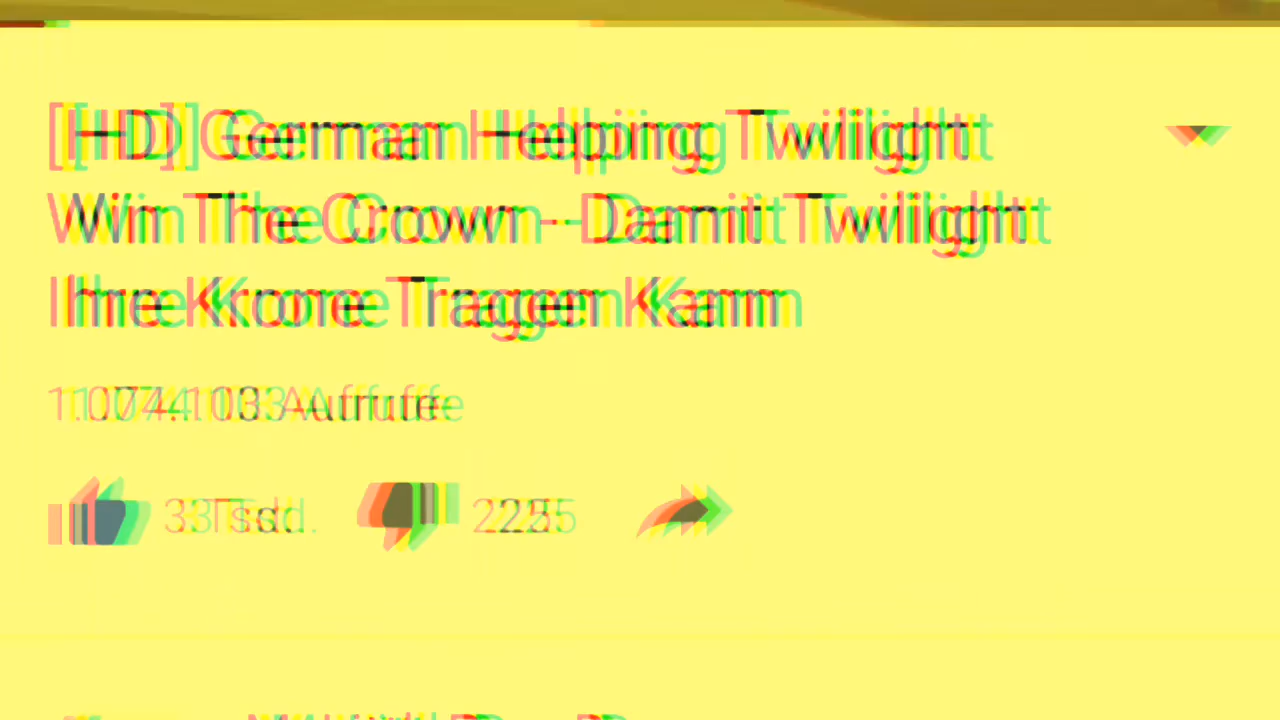 [HD] German Helping Twilight
Win The Crown - Damit Twilight
Ihre Krone Tragen Kann
1.074.103 Aufrufe
3 Tsd. 225